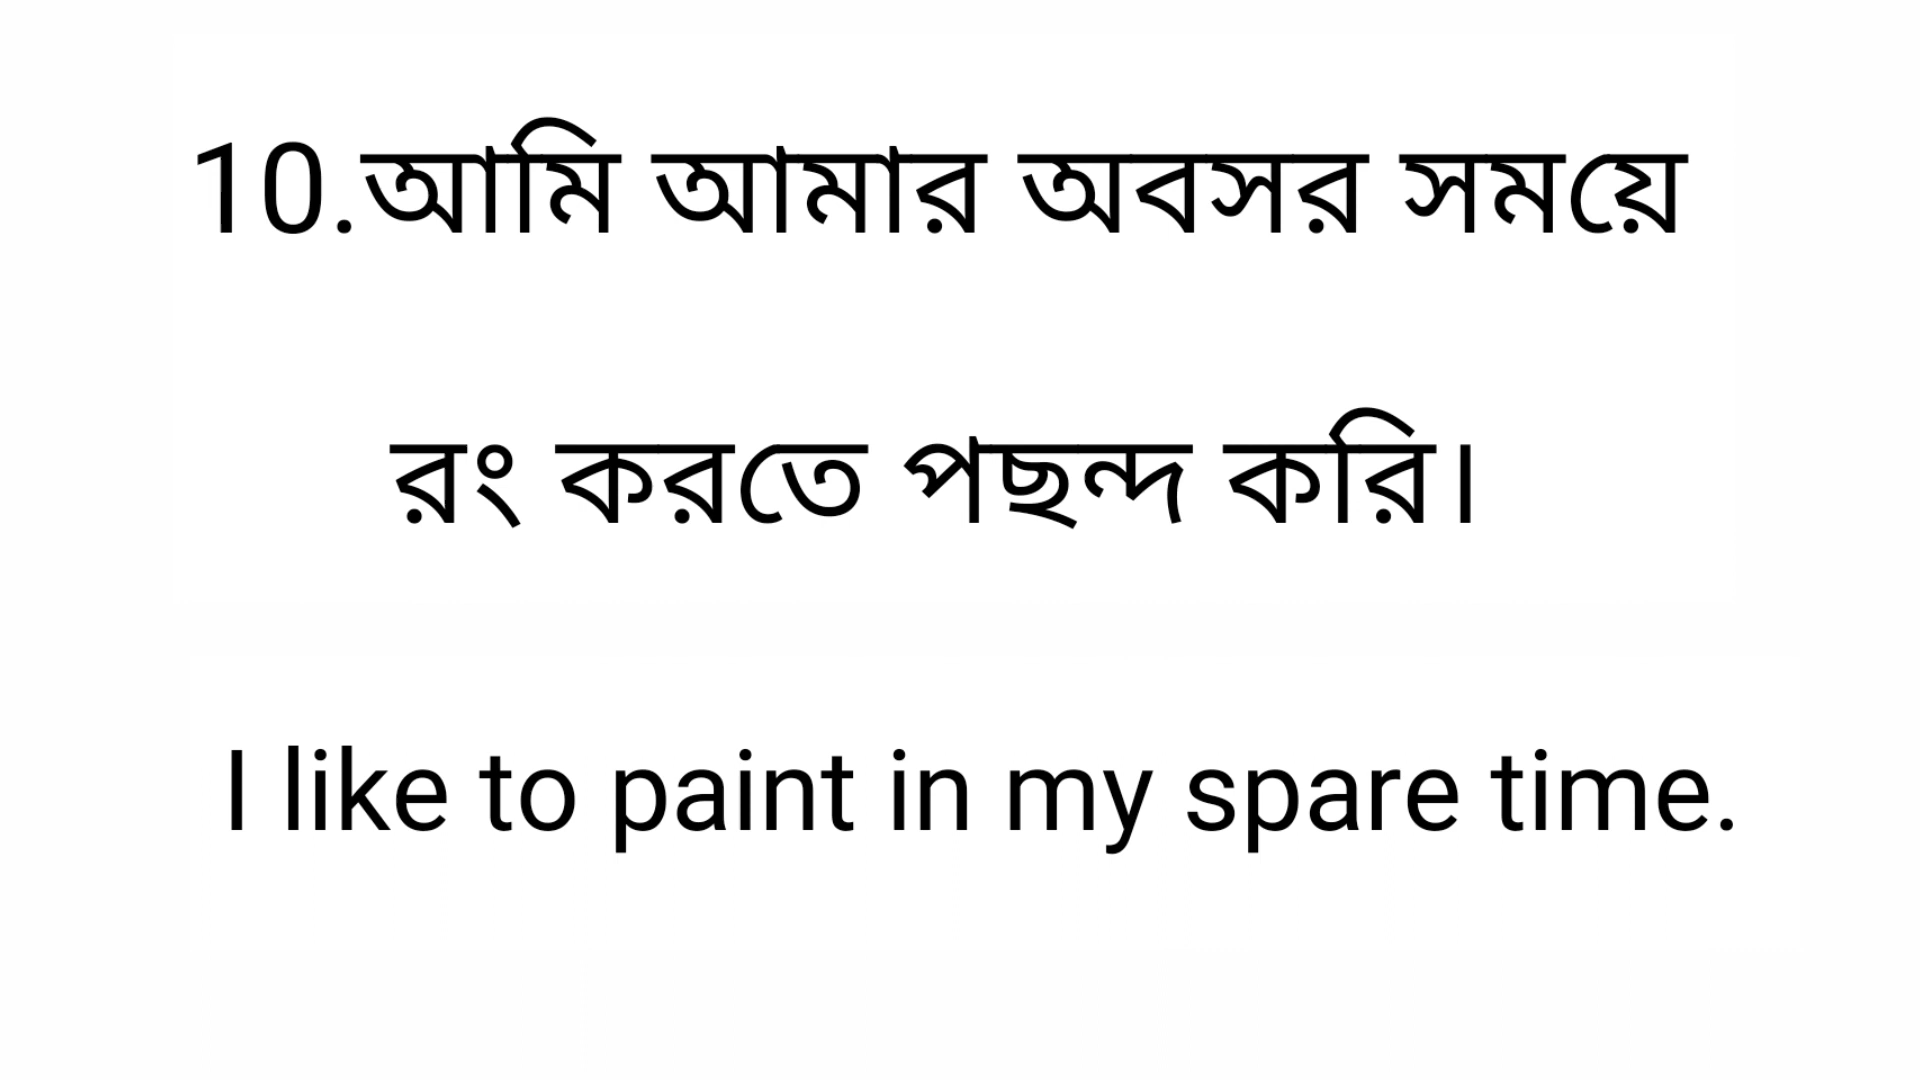 10.আমি আমার অবসর সময়ে
রং করতে পছন্দ করি।
I like to paint in my spare time.